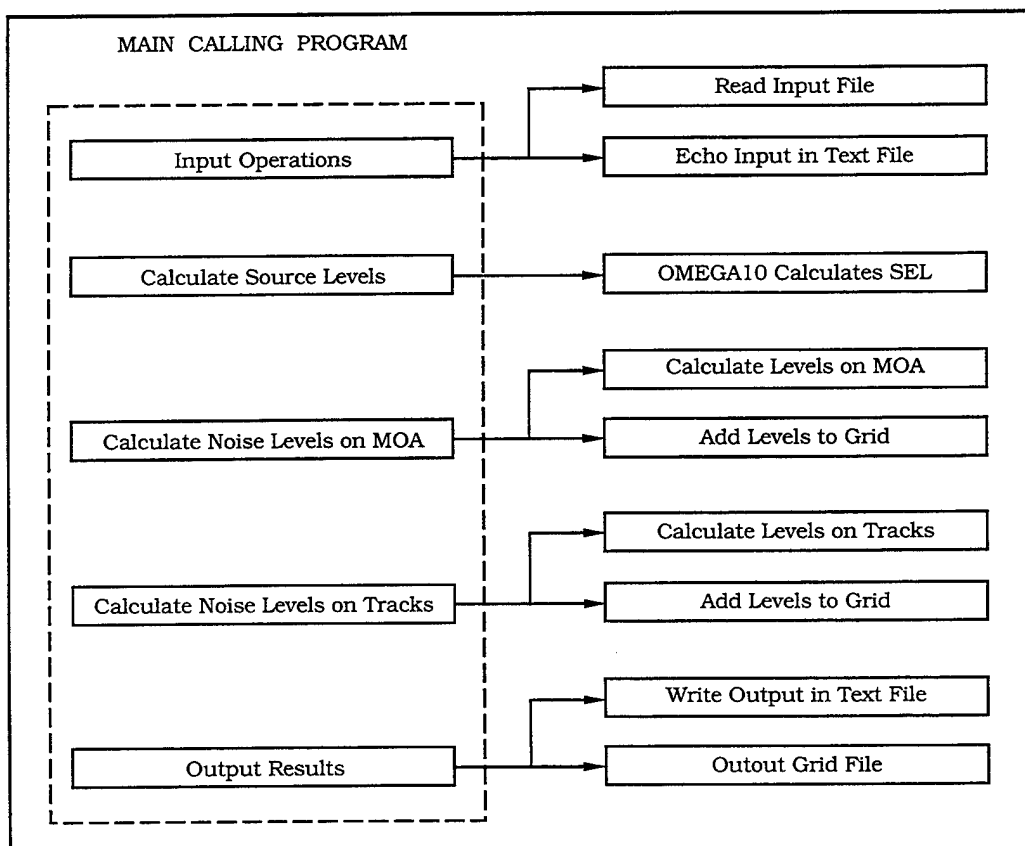 MAIN CALLING PROGRAM
Read Input File
Input Operations
Echo Input in Text File
Calculate Source Levels
OMEGA10 Calculates SEL
Calculate Levels on MOA
Calculate Noise Levels on MOA
Add Levels to Grid
Calculate Levels on Tracks
Calculate Noise Levels on Tracks
Add Levels to Grid
Write Output in Text File
Output Results
Outout Grid File